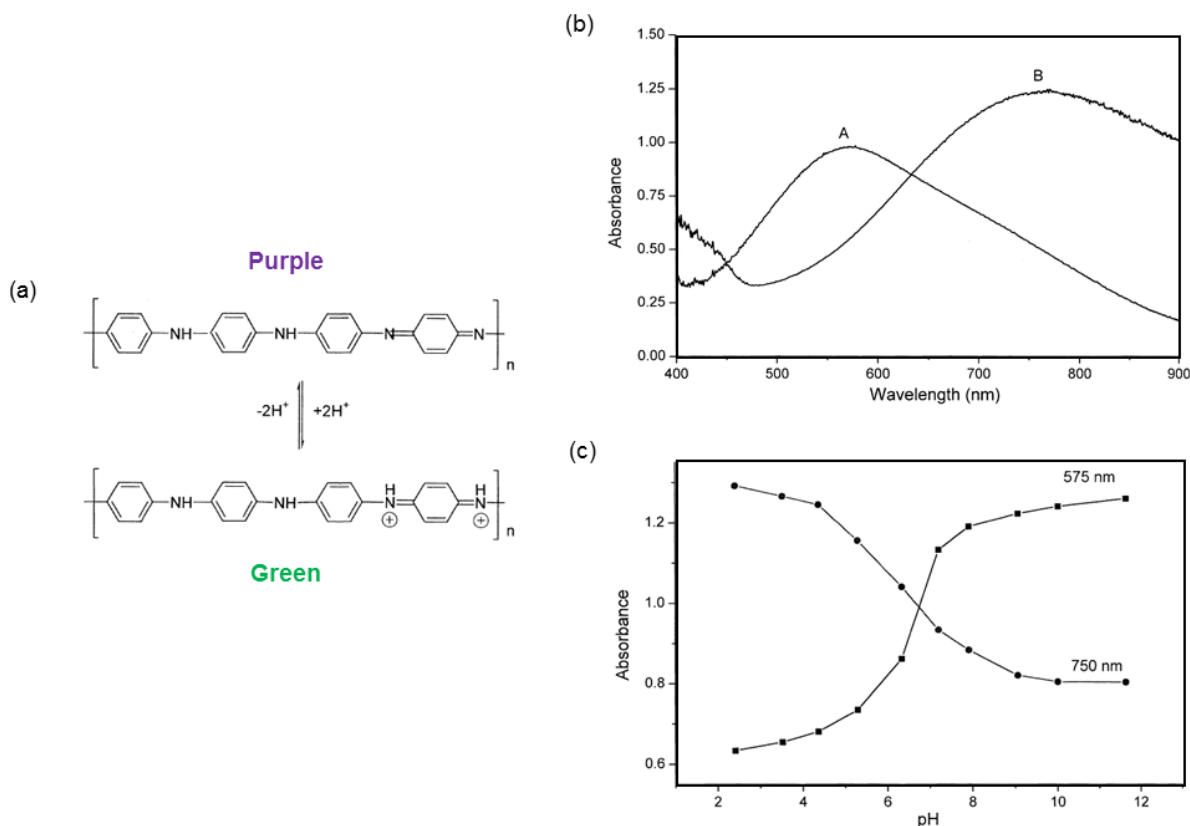 (a)
Purple
NH
NH
N
N
n
-2H⁺
+2H⁺
NH
NH
H
N
+
H
N
+
n
Green
(b)
1.50
1.25
1.00
0.75
0.50
0.25
0.00
Absorbance
A
B
400
500
600
700
800
900
Wavelength (nm)
(c)
575 nm
750 nm
1.2
1.0
0.8
0.6
Absorbance
2
4
6
8
10
12
pH